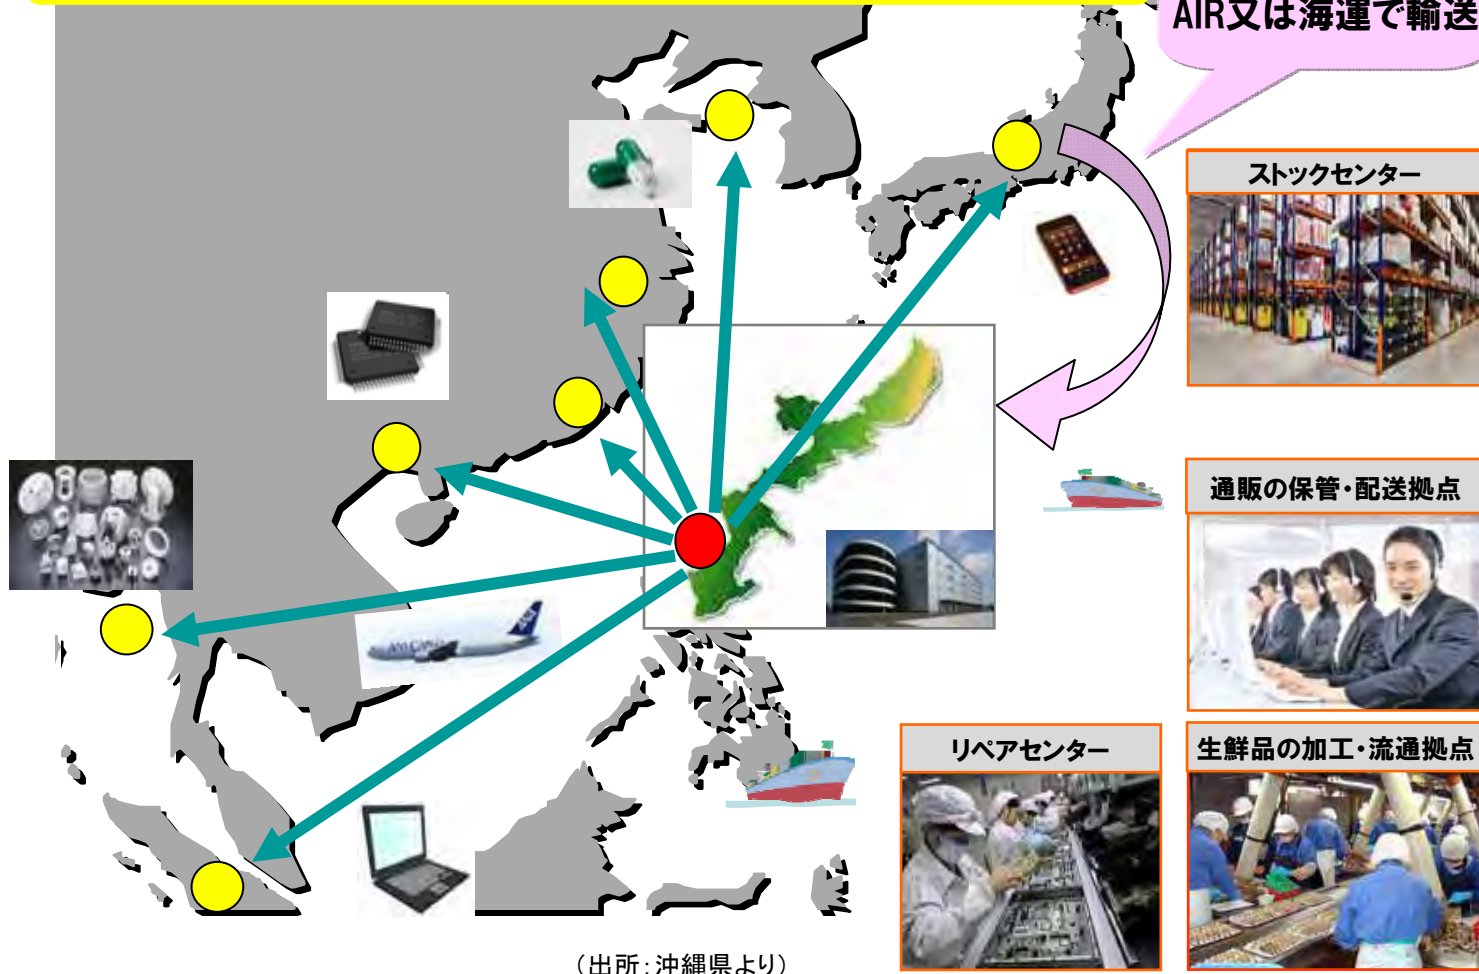 AIR又は海運で輸送
ストックセンター
通販の保管・配送拠点
リペアセンター
生鮮品の加工・流通拠点
ANA CARGO
(出所:沖縄県より)